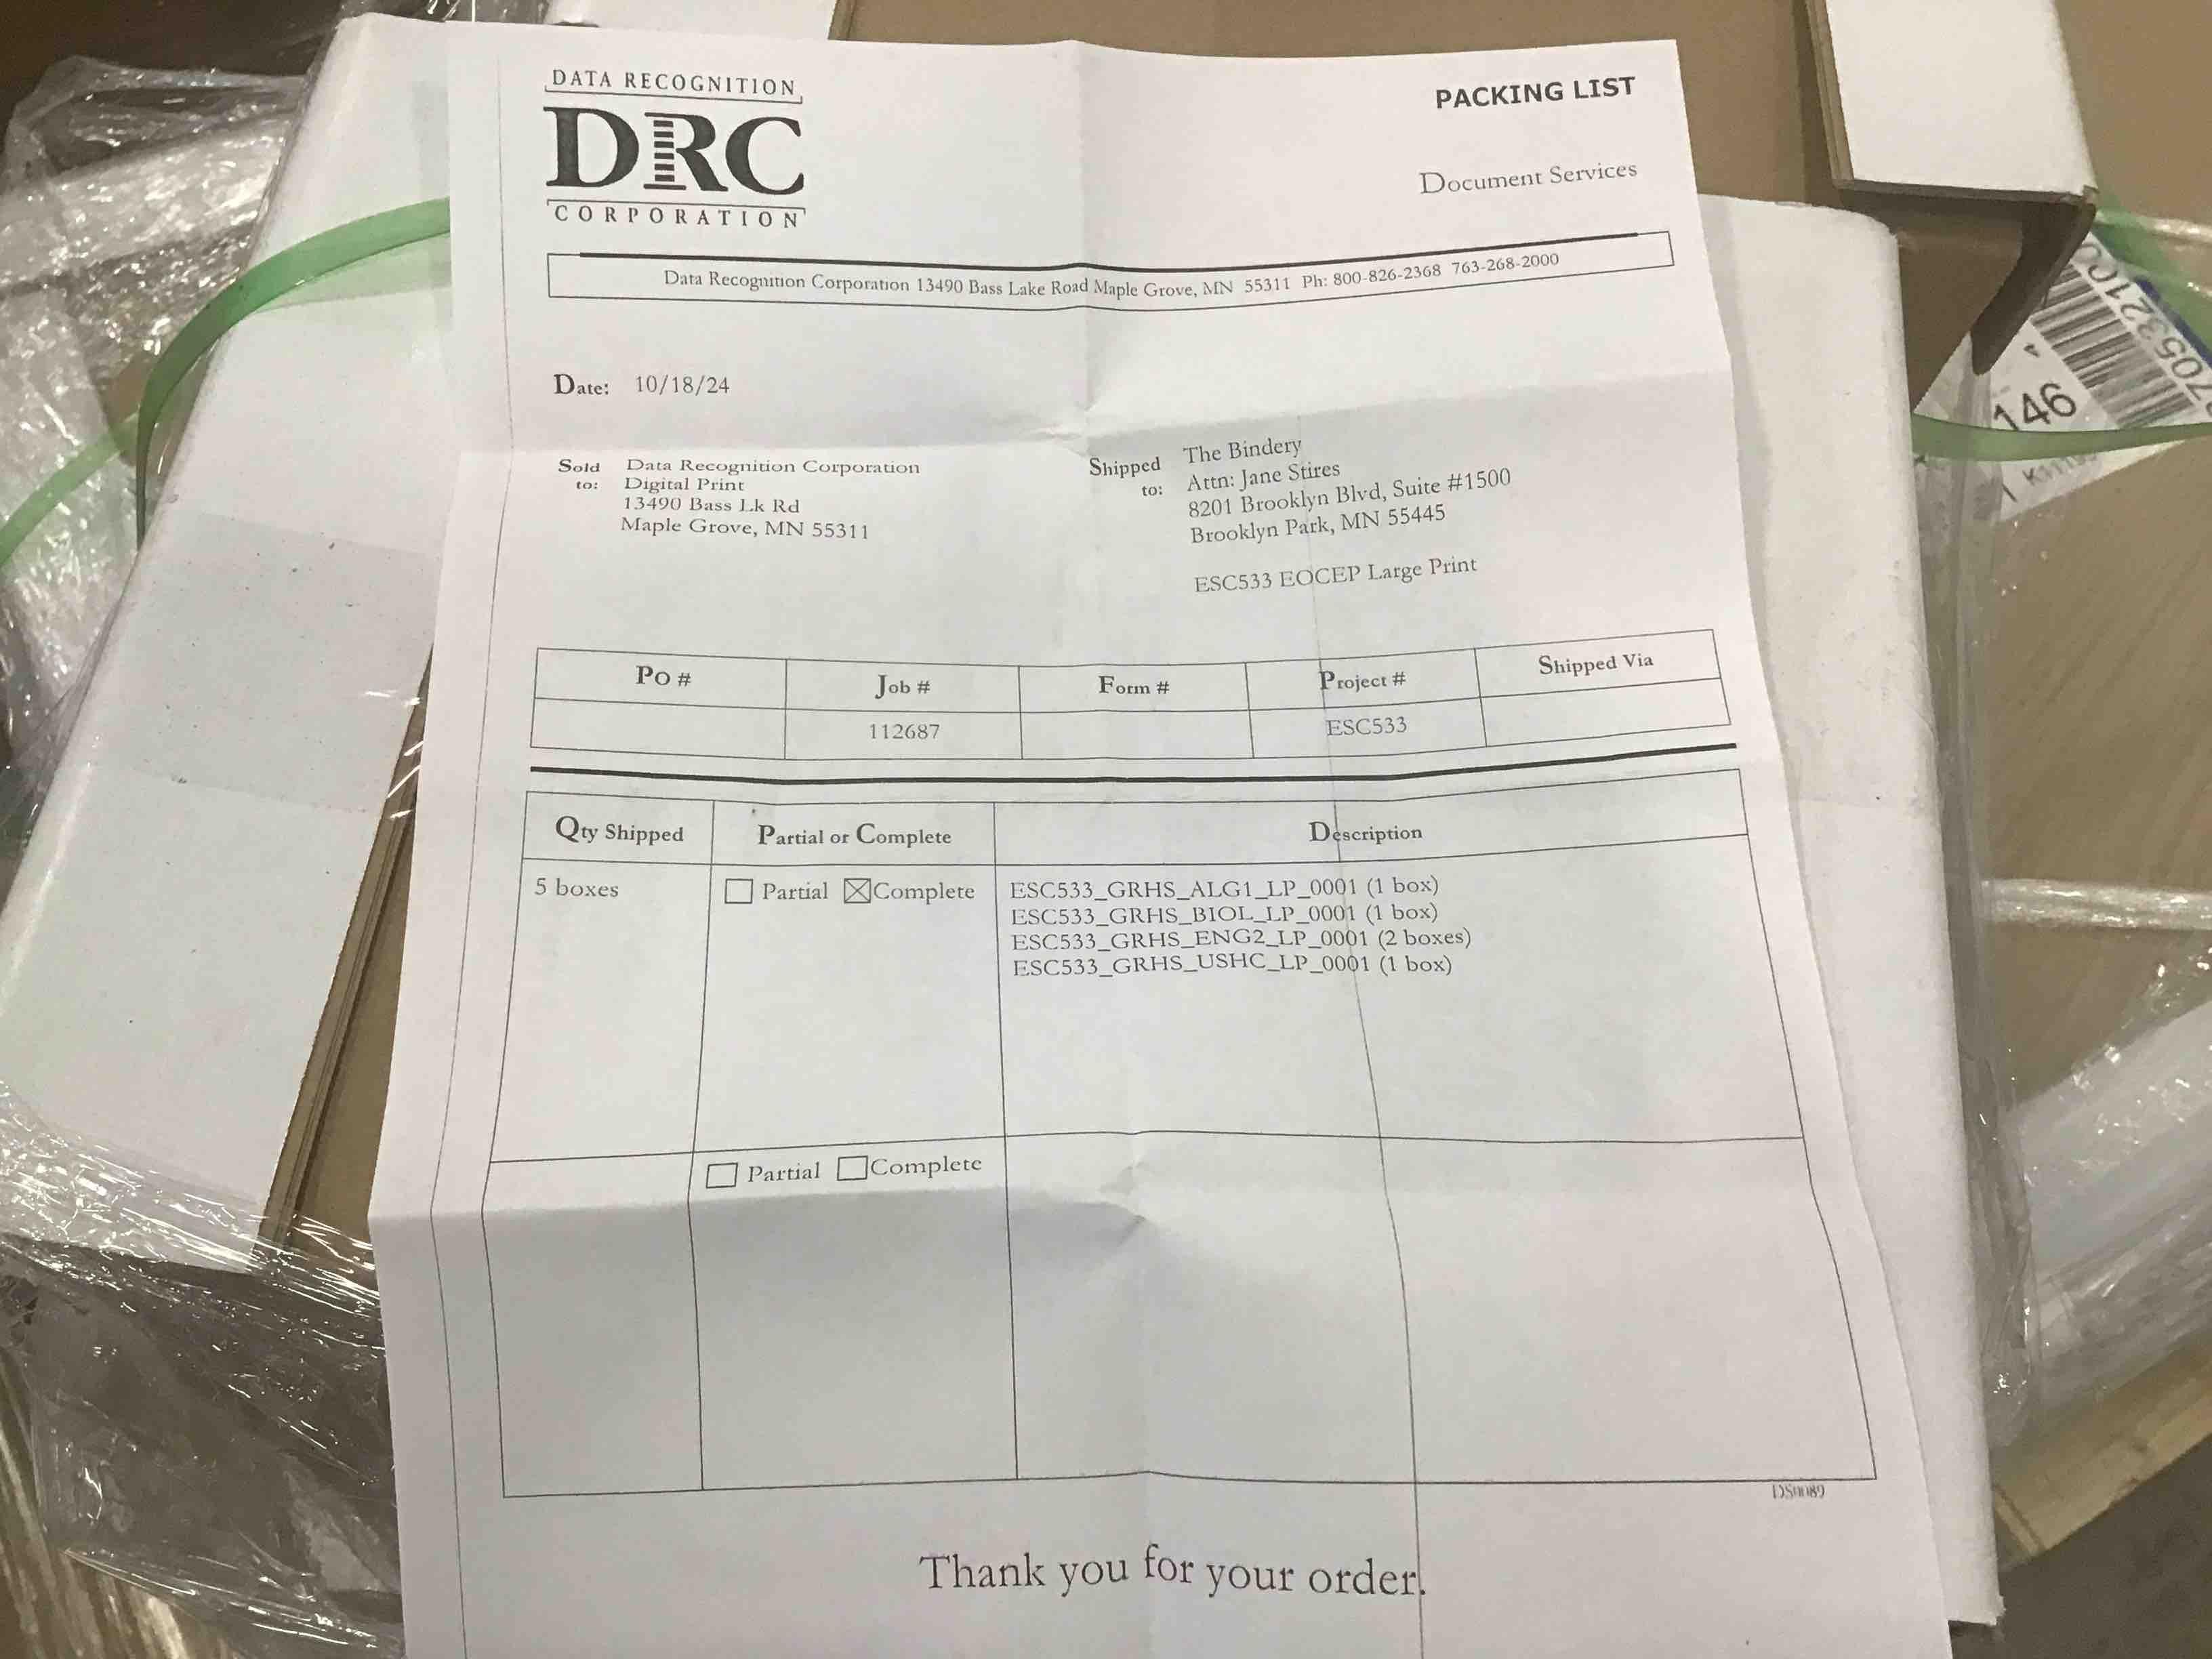 DATA RECOGNITION
DRC
CORPORATION
PACKING LIST
Document Services
Data Recognition Corporation 13490 Bass Lake Road Maple Grove, MN 55311 Ph: 800-826-2368 763-268-2000
Date: 10/18/24
Sold to:
Data Recognition Corporation
Digital Print
13490 Bass Lk Rd
Maple Grove, MN 55311
Shipped to:
The Bindery
Attn: Jane Stires
8201 Brooklyn Blvd, Suite #1500
Brooklyn Park, MN 55445
ESC533 EOCEP Large Print
Po # Job # Form # Project # Shipped Via
112687 ESC533
Qty Shipped Partial or Complete Description
5 boxes Partial Complete ESC533_GRHS_ALG1_LP_0001 (1 box)
ESC533_GRHS_BIOL_LP_0001 (1 box)
ESC533_GRHS_ENG2_LP_0001 (2 boxes)
ESC533_GRHS_USHC_LP_0001 (1 box)
Partial Complete
Thank you for your order.
146